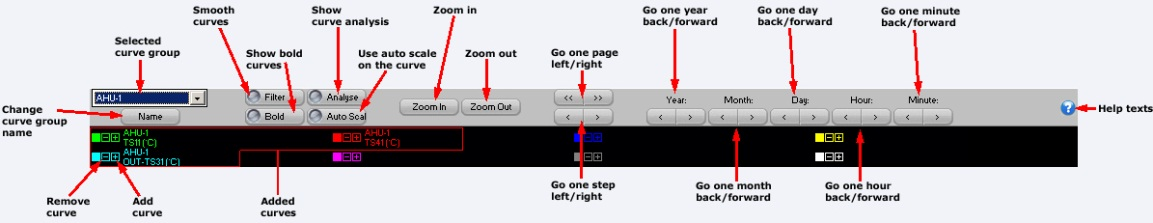 Smooth
curves
Show
curve analysis
Zoom in
Go one year
back/forward
Go one day
back/forward
Go one minute
back/forward
Selected
curve group
Show bold
curves
Use auto scale
on the curve
Zoom out
Go one page
left/right
AHU-1
Filter
Analyse
Zoom In
Zoom Out
<< >>
Year:
Month:
Day:
Hour:
Minute:
Change
curve group
name
Name
Bold
Auto Scal
< >
< >
< >
< >
< >
< >
?
Help texts
AHU-1
TS11(°C)
AHU-1
TS41(°C)
AHU-1
OUT-TS31(°C)
Remove
curve
Add
curve
Added
curves
Go one step
left/right
Go one month
back/forward
Go one hour
back/forward